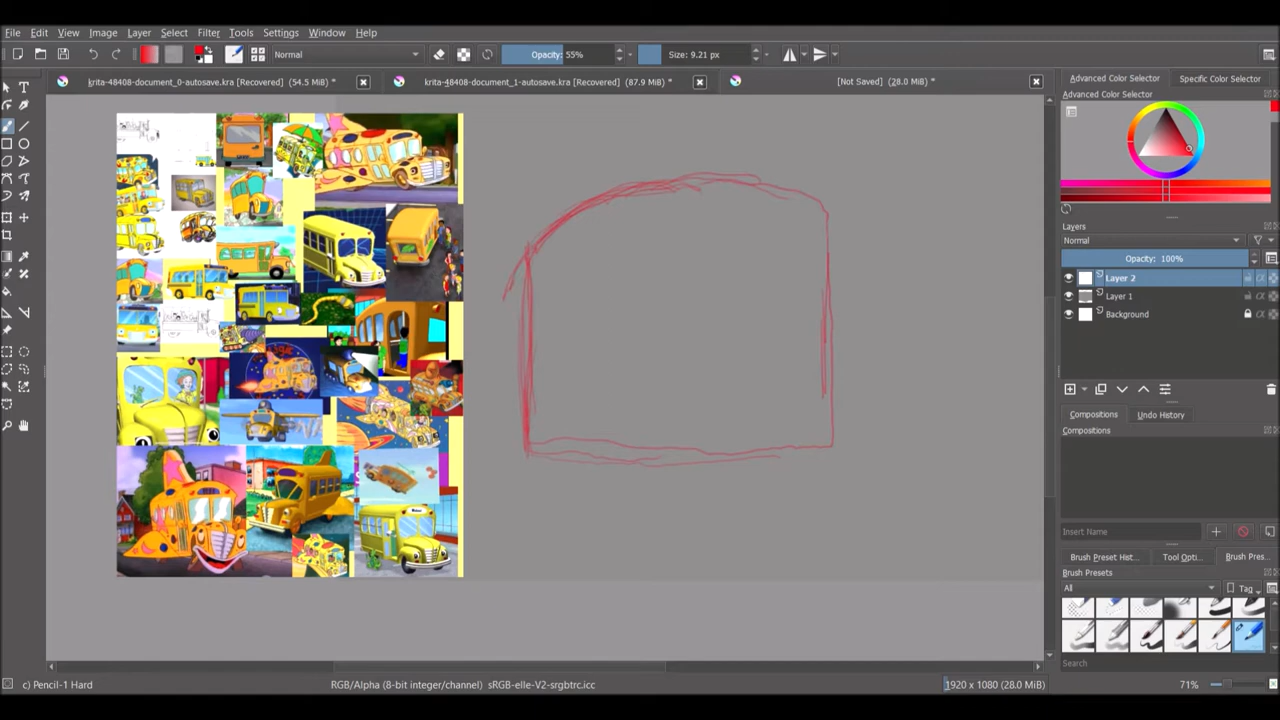 File Edit View Image Layer Select Filter Tools Settings Window Help
Normal Opacity: 55% Size: 9.21 px
krita-48408-document_0-autosave.kra [Recovered] (54.5 MiB) *
krita-48408-document_1-autosave.kra [Recovered] (87.9 MiB) *
[Not Saved] (28.0 MiB) *
Advanced Color Selector Specific Color Selector
Advanced Color Selector
Layers
Normal
Opacity: 100%
Layer 2
Layer 1
Background
Compositions Undo History
Compositions
Insert Name
Brush Preset Hist... Tool Opti... Brush Pres...
Brush Presets
All Tag
Search
c) Pencil-1 Hard
RGB/Alpha (8-bit integer/channel) sRGB-elle-V2-srgbtrc.icc
1920 x 1080 (28.0 MiB)
71%